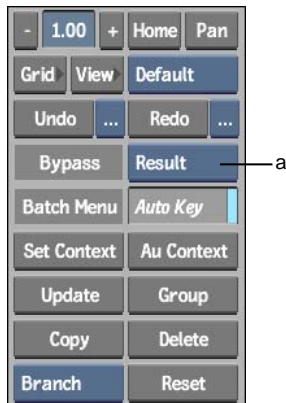 - 1.00 + Home Pan
Grid View Default
Undo ... Redo ...
Bypass Result a
Batch Menu Auto Key
Set Context Au Context
Update Group
Copy Delete
Branch Reset